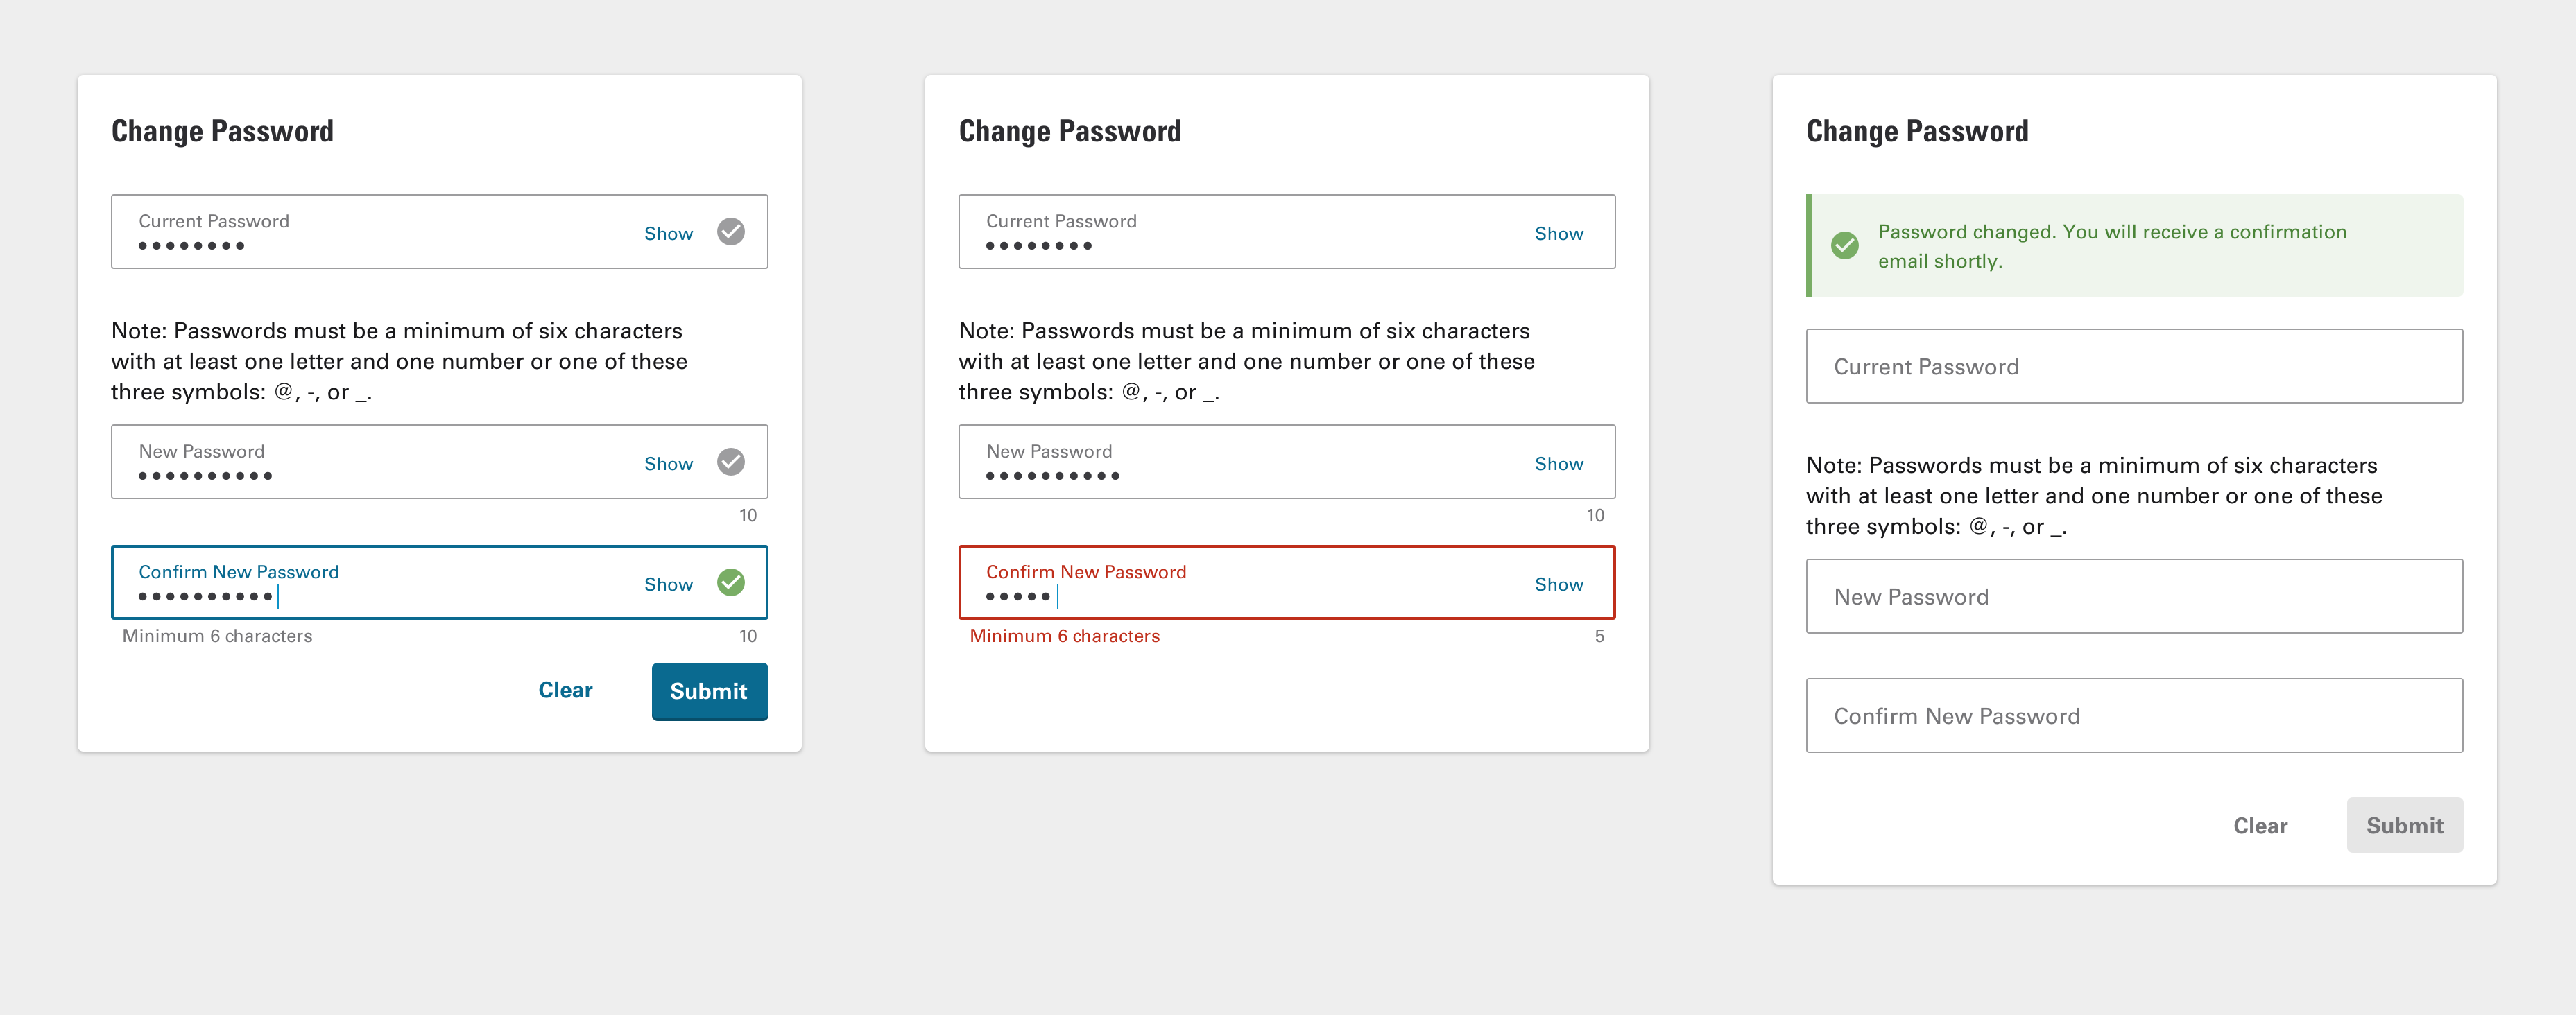 Change Password
Current Password
••••••••
Show
Note: Passwords must be a minimum of six characters
with at least one letter and one number or one of these
three symbols: @, -, or _.
New Password
••••••••••
Show
10
Confirm New Password
••••••••••
Show
Minimum 6 characters
10
Clear
Submit
Change Password
Current Password
••••••••
Show
Note: Passwords must be a minimum of six characters
with at least one letter and one number or one of these
three symbols: @, -, or _.
New Password
••••••••••
Show
10
Confirm New Password
•••••
Show
Minimum 6 characters
5
Change Password
Password changed. You will receive a confirmation
email shortly.
Current Password
Note: Passwords must be a minimum of six characters
with at least one letter and one number or one of these
three symbols: @, -, or _.
New Password
Confirm New Password
Clear
Submit